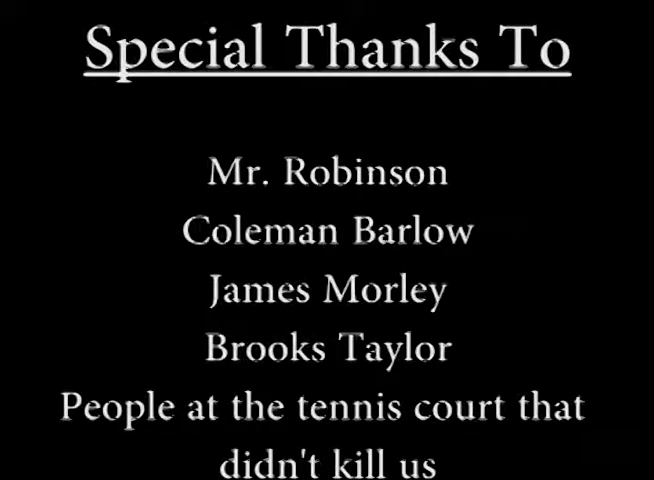 Special Thanks To
Mr. Robinson
Coleman Barlow
James Morley
Brooks Taylor
People at the tennis court that
didn't kill us